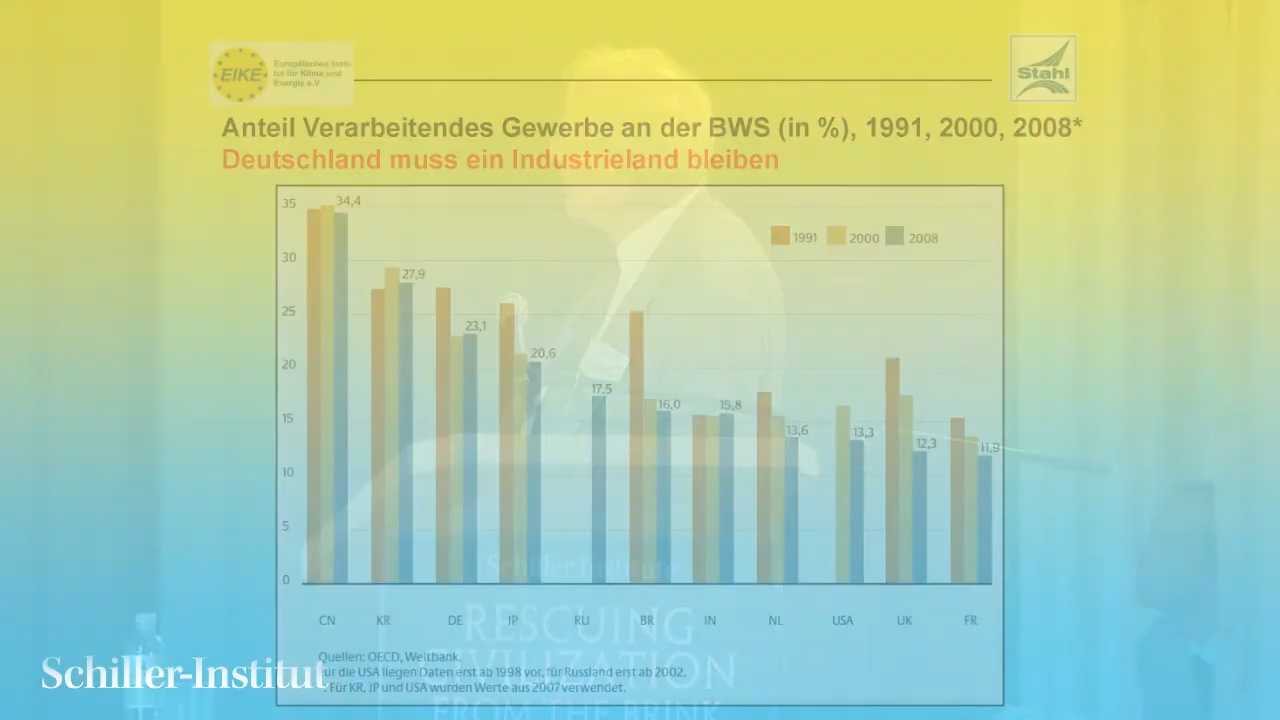 EIKE
Europäisches Insti-
tut für Klima und
Energie e.V
Stahl
Anteil Verarbeitendes Gewerbe an der BWS (in %), 1991, 2000, 2008*
Deutschland muss ein Industrieland bleiben
35
30
25
20
15
10
5
0
1991 2000 2008
34,4
27,9
23,1
20,6
17,5
16,0
15,8
13,6
13,3
12,3
11,9
CN KR DE JP RU BR IN NL USA UK FR
Quellen: OECD, Weltbank.
ur die USA liegen Daten erst ab 1998 vor, für Russland erst ab 2002.
Für KR, JP und USA wurden Werte aus 2007 verwendet.
Schiller-Institut
Schiller Institute
RESCUING
CIVILIZATION
FROM THE BRINK